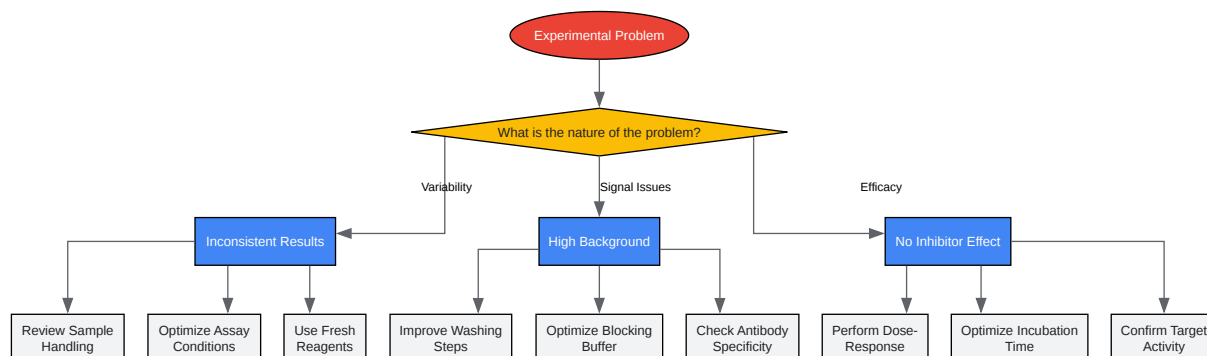 Experimental Problem
What is the nature of the problem?
Variability
Signal Issues
Efficacy
Inconsistent Results
High Background
No Inhibitor Effect
Review Sample
Handling
Optimize Assay
Conditions
Use Fresh
Reagents
Improve Washing
Steps
Optimize Blocking
Buffer
Check Antibody
Specificity
Perform Dose-
Response
Optimize Incubation
Time
Confirm Target
Activity